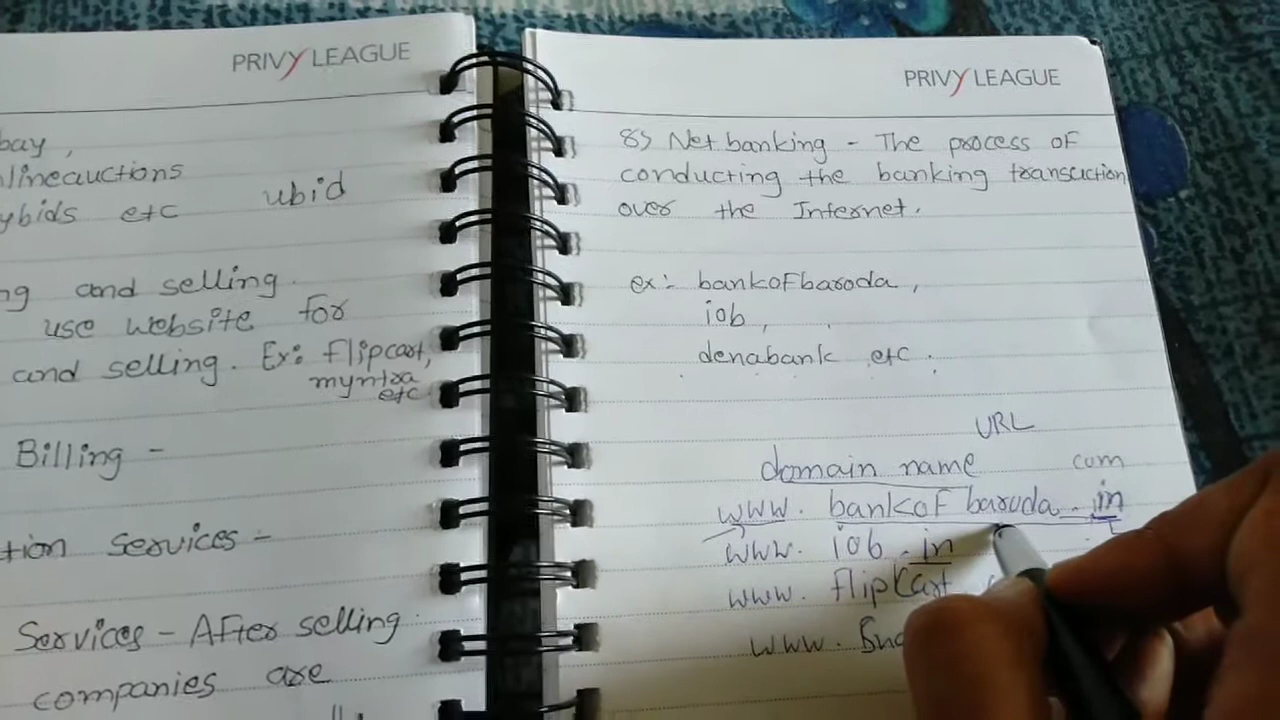 PRIVY LEAGUE
bay,
lineauctions
ubid
ybids etc
ng and selling.
use website for
and selling. Ex: flipcart,
myntra
etc
Billing -
tion Services -
Services - After selling
companies are
PRIVY LEAGUE
8) Net banking - The process of
conducting the banking transaction
over the Internet.
ex: bankofbaroda,
iob,
denabank etc.
URL
domain name com
www. bankofbaroda.in
www. iob.in
www. flipcart
www.